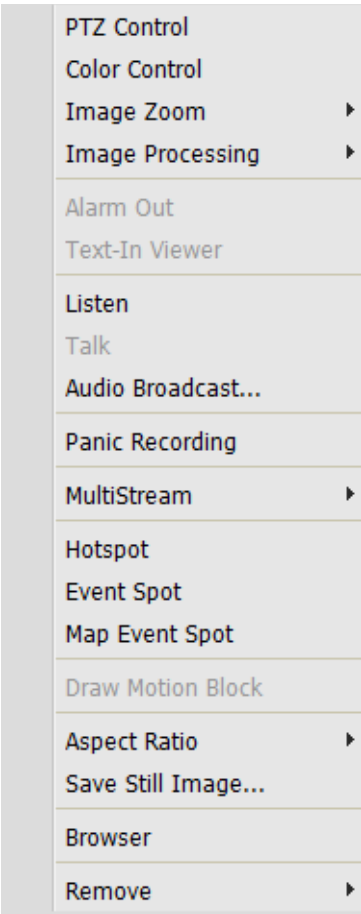 PTZ Control
Color Control
Image Zoom
Image Processing
Alarm Out
Text-In Viewer
Listen
Talk
Audio Broadcast...
Panic Recording
MultiStream
Hotspot
Event Spot
Map Event Spot
Draw Motion Block
Aspect Ratio
Save Still Image...
Browser
Remove